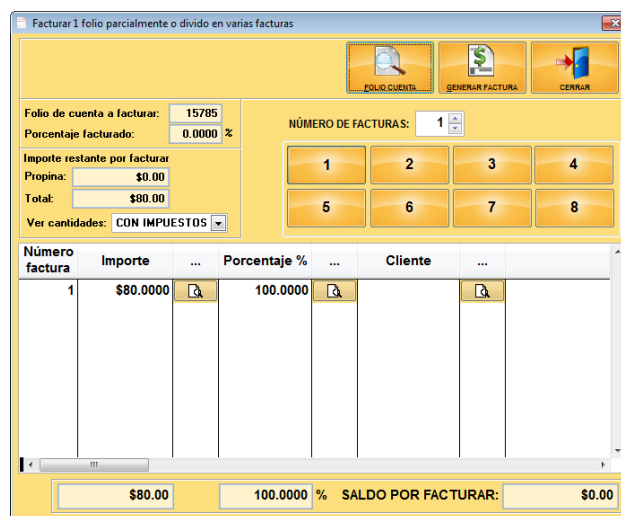 Facturar 1 folio parcialmente o divido en varias facturas
FOLIO CUENTA GENERAR FACTURA CERRAR
Folio de cuenta a facturar: 15785
Porcentaje facturado: 0.0000 %
NÚMERO DE FACTURAS: 1
Importe restante por facturar
Propina: $0.00
Total: $80.00
Ver cantidades: CON IMPUESTOS
1 2 3 4
5 6 7 8
Número factura Importe ... Porcentaje % ... Cliente ...
1 $80.0000 100.0000
$80.00 100.0000 % SALDO POR FACTURAR: $0.00